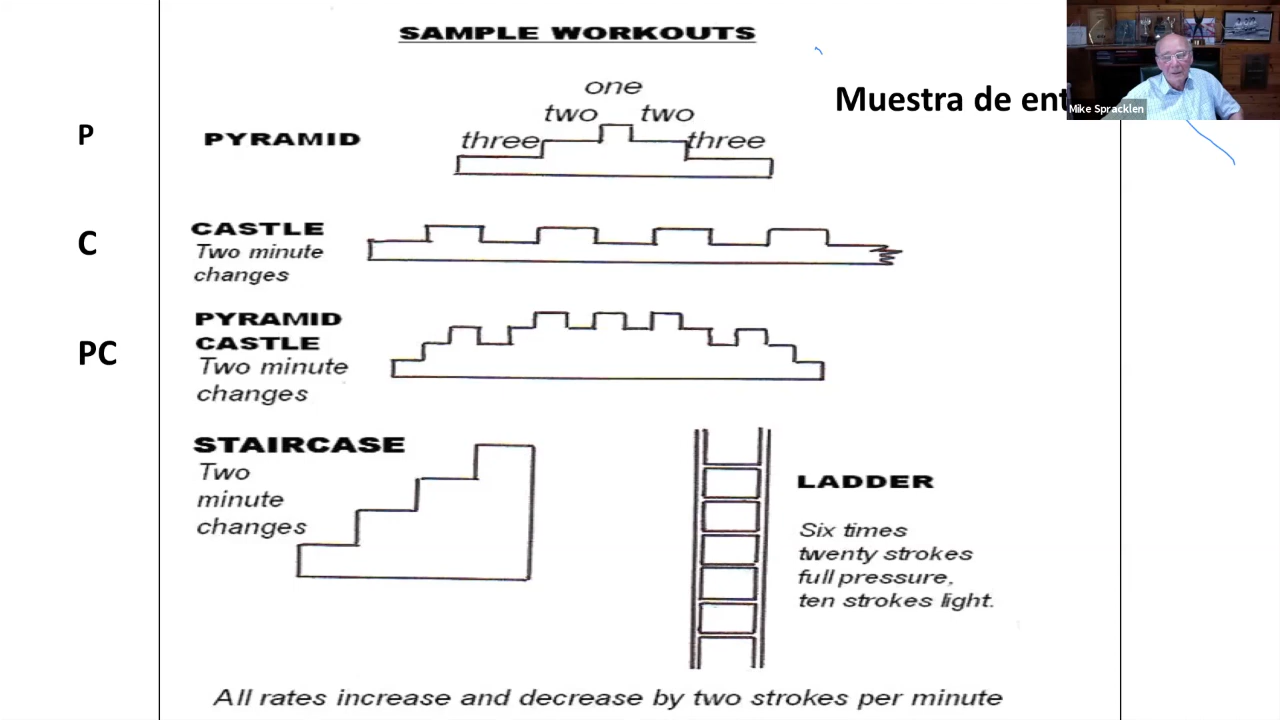 SAMPLE WORKOUTS
Muestra de ent
Mike Spracklen
P
PYRAMID
one
two two
three three
C
CASTLE
Two minute
changes
PC
PYRAMID
CASTLE
Two minute
changes
STAIRCASE
Two
minute
changes
LADDER
Six times
twenty strokes
full pressure,
ten strokes light.
All rates increase and decrease by two strokes per minute